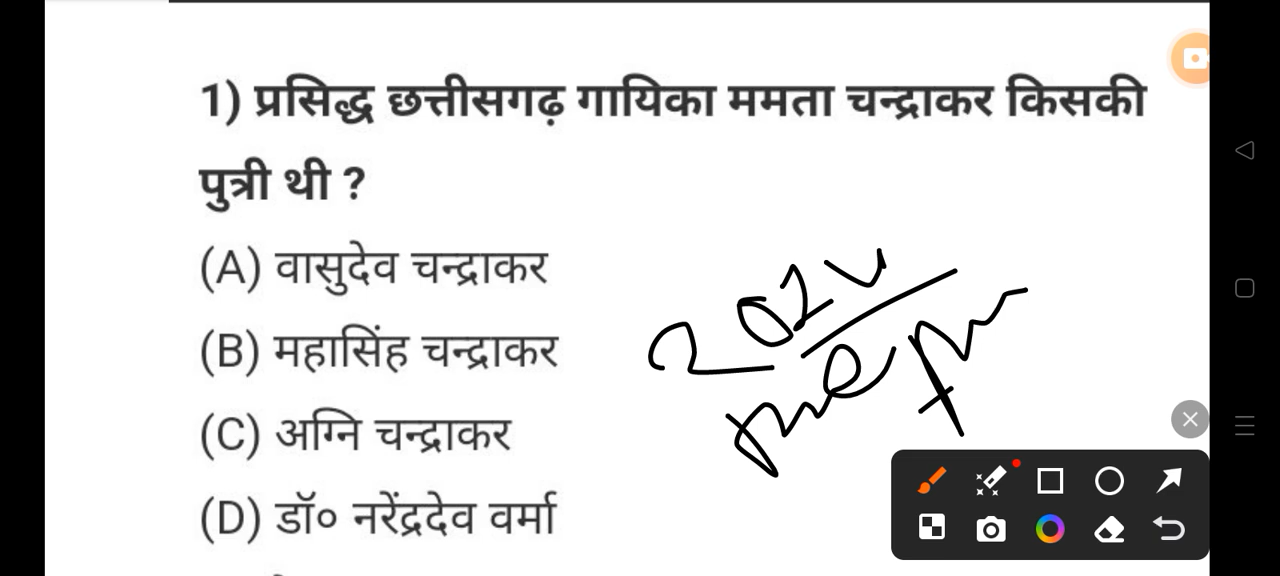 1) प्रसिद्ध छत्तीसगढ़ गायिका ममता चन्द्राकर किसकी
पुत्री थी ?
(A) वासुदेव चन्द्राकर
(B) महासिंह चन्द्राकर
(C) अग्नि चन्द्राकर
(D) डॉ० नरेंद्रदेव वर्मा